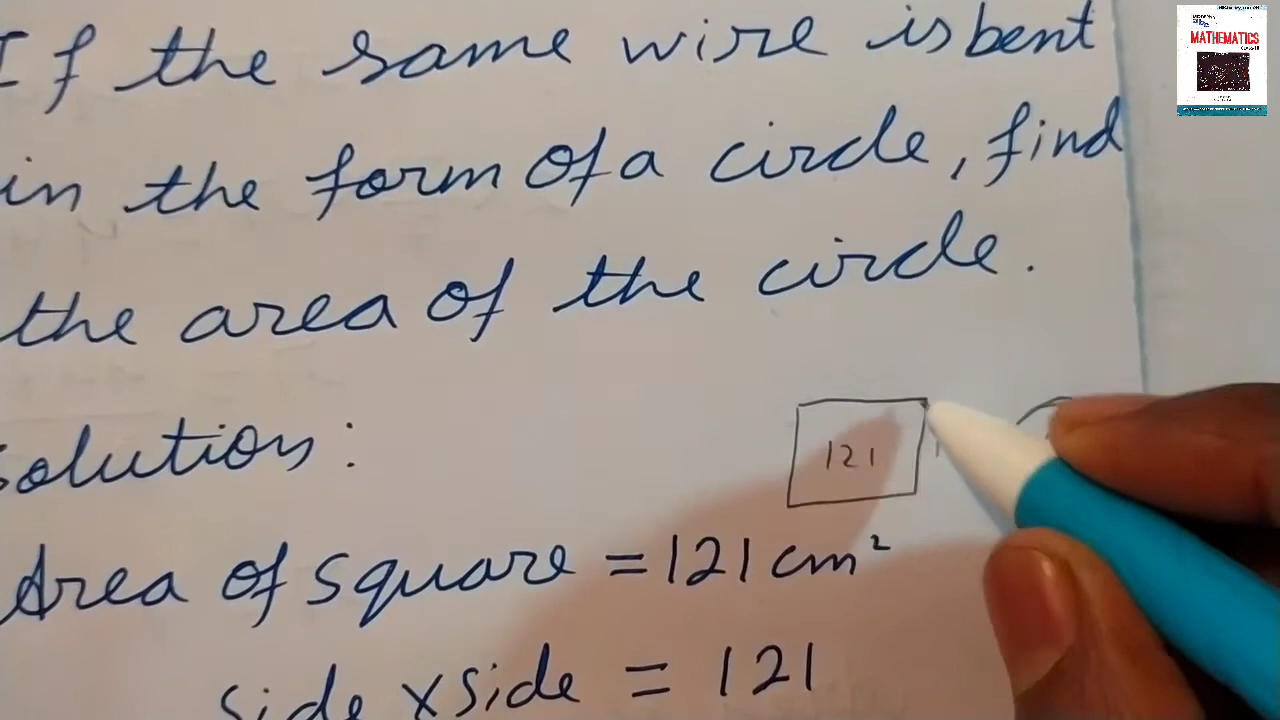 If the same wire is bent
in the form of a circle, find
the area of the circle.
Solution:
121
Area of square = 121 cm²
side x side = 121
MATHEMATICS